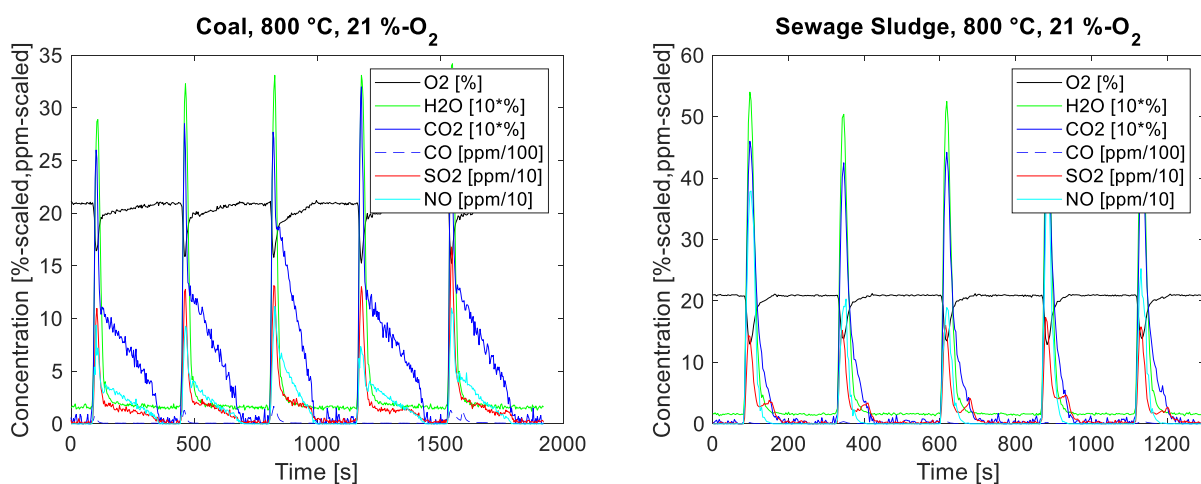 Coal, 800 °C, 21 %-O2
Concentration [%-scaled,ppm-scaled]
35
30
25
20
15
10
5
0
O2 [%]
H2O [10*%]
CO2 [10*%]
CO [ppm/100]
SO2 [ppm/10]
NO [ppm/10]
0 500 1000 1500 2000
Time [s]
Sewage Sludge, 800 °C, 21 %-O2
Concentration [%-scaled,ppm-scaled]
60
50
40
30
20
10
0
O2 [%]
H2O [10*%]
CO2 [10*%]
CO [ppm/100]
SO2 [ppm/10]
NO [ppm/10]
0 200 400 600 800 1000 1200
Time [s]